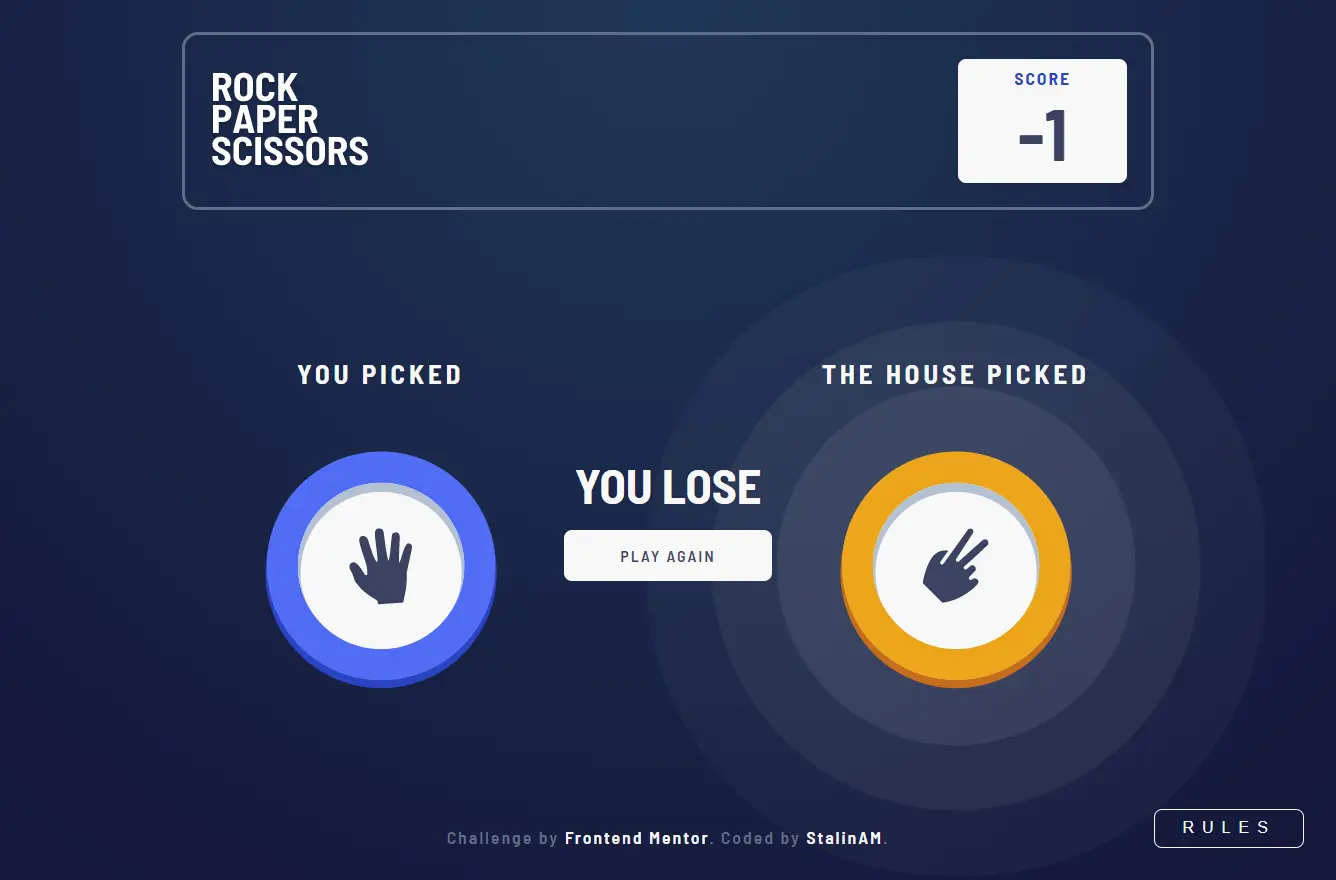 ROCK
PAPER
SCISSORS
SCORE
-1
YOU PICKED
THE HOUSE PICKED
YOU LOSE
PLAY AGAIN
Challenge by Frontend Mentor. Coded by StalinAM.
RULES